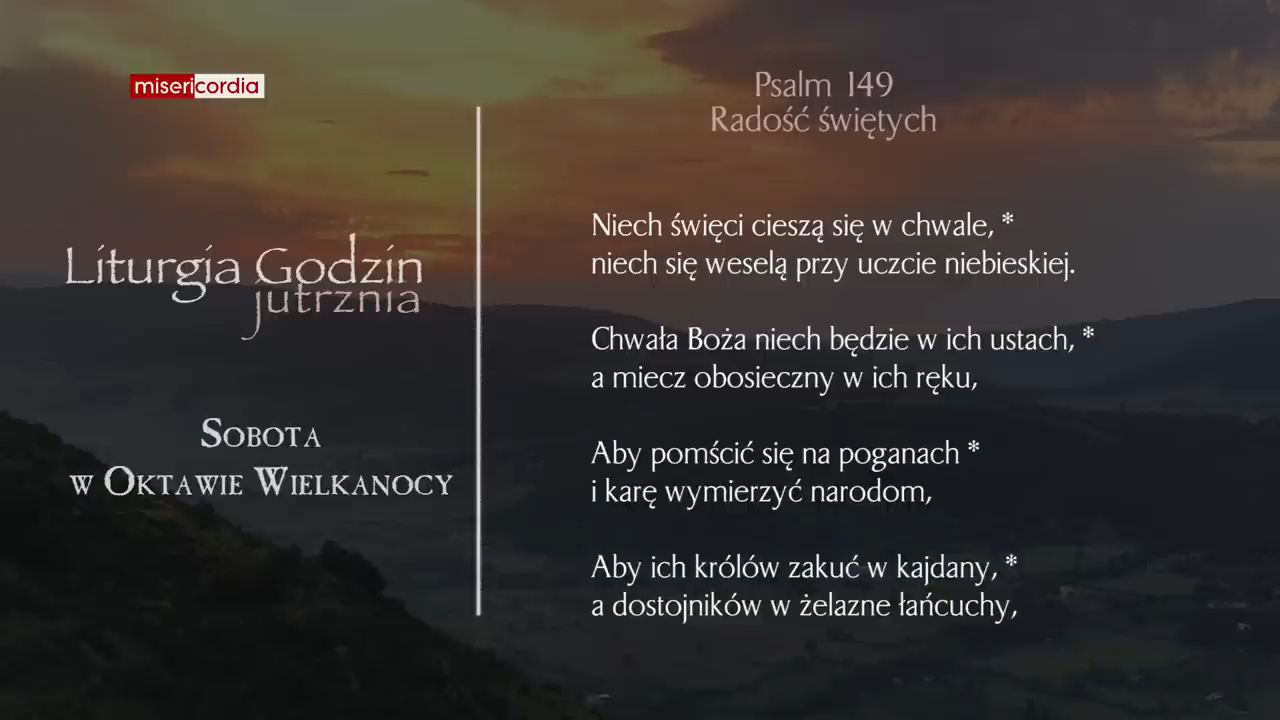 misericordia
Liturgia Godzin
jutrznia
Sobota
w Oktawie Wielkanocy
Psalm 149
Radość świętych
Niech święci cieszą się w chwale, *
niech się weselą przy uczcie niebieskiej.
Chwała Boża niech będzie w ich ustach, *
a miecz obosieczny w ich ręku,
Aby pomścić się na poganach *
i karę wymierzyć narodom,
Aby ich królów zakuć w kajdany, *
a dostojników w żelazne łańcuchy,